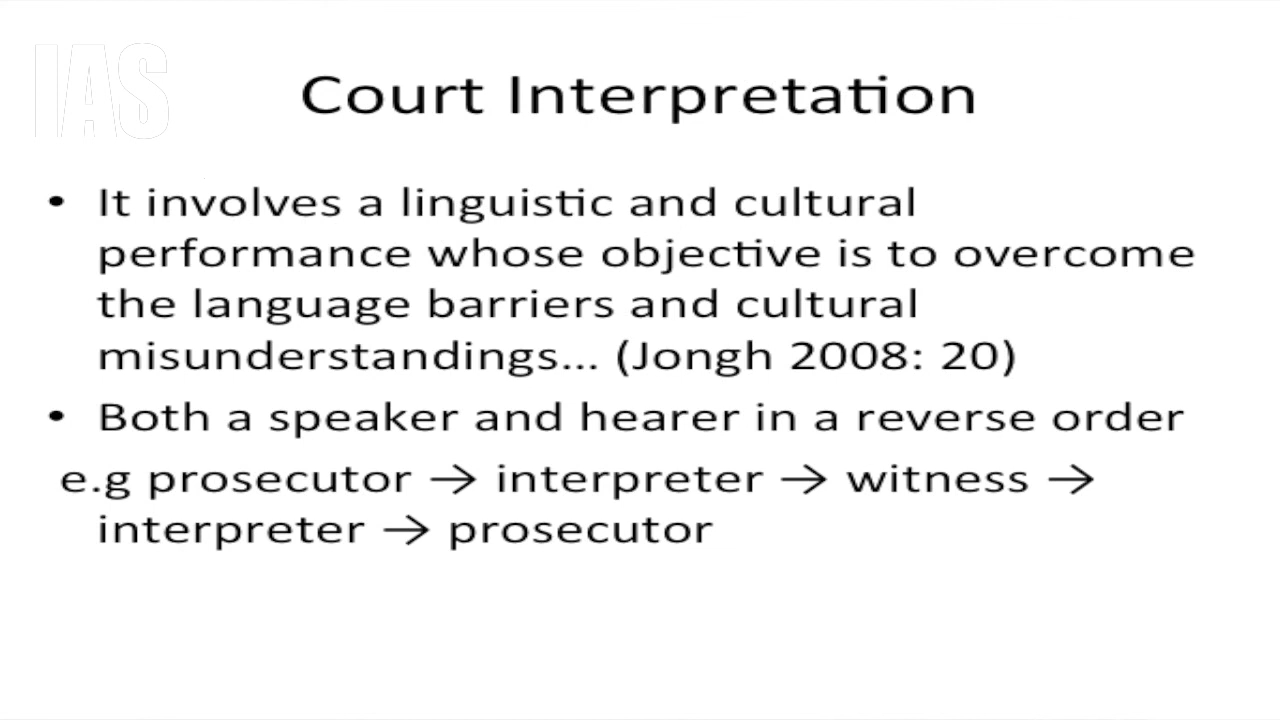 IAS
Court Interpretation
• It involves a linguistic and cultural
performance whose objective is to overcome
the language barriers and cultural
misunderstandings... (Jongh 2008: 20)
• Both a speaker and hearer in a reverse order
e.g prosecutor → interpreter → witness →
interpreter → prosecutor